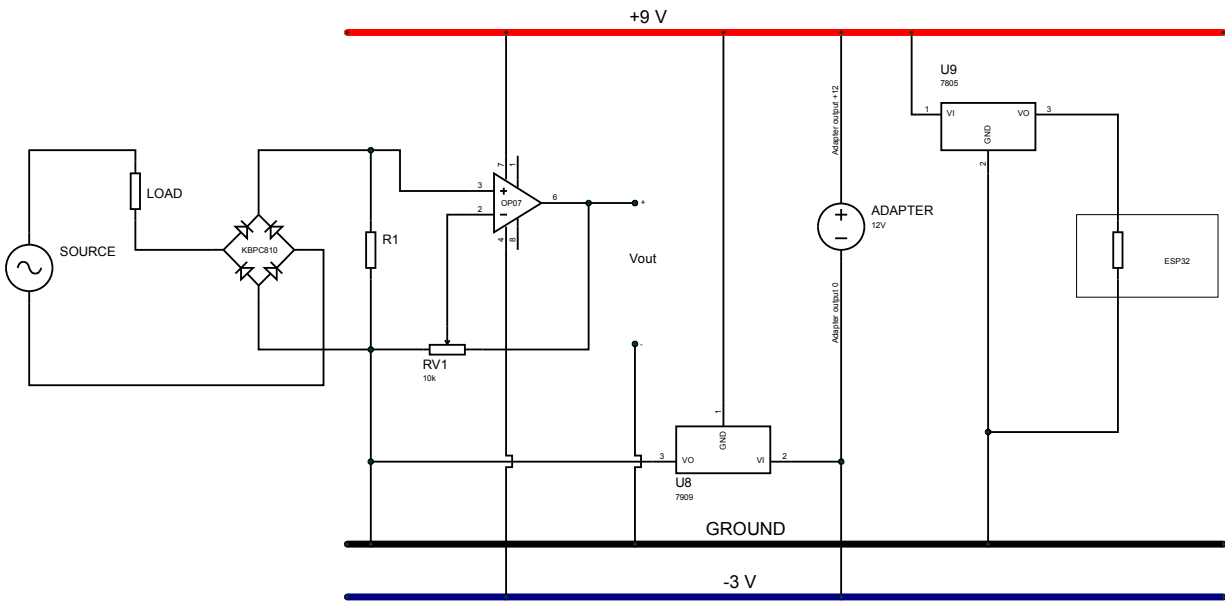 +9 V
U9
7805
1
VI
VO
3
GND
2
Adapter output +12
7
1
3
+
2
−
OP07
6
4
8
LOAD
SOURCE
KBPC810
R1
+
Vout
-
ADAPTER
12V
+
−
Adapter output 0
ESP32
RV1
10k
1
GND
3
VO
VI
2
U8
7909
GROUND
-3 V